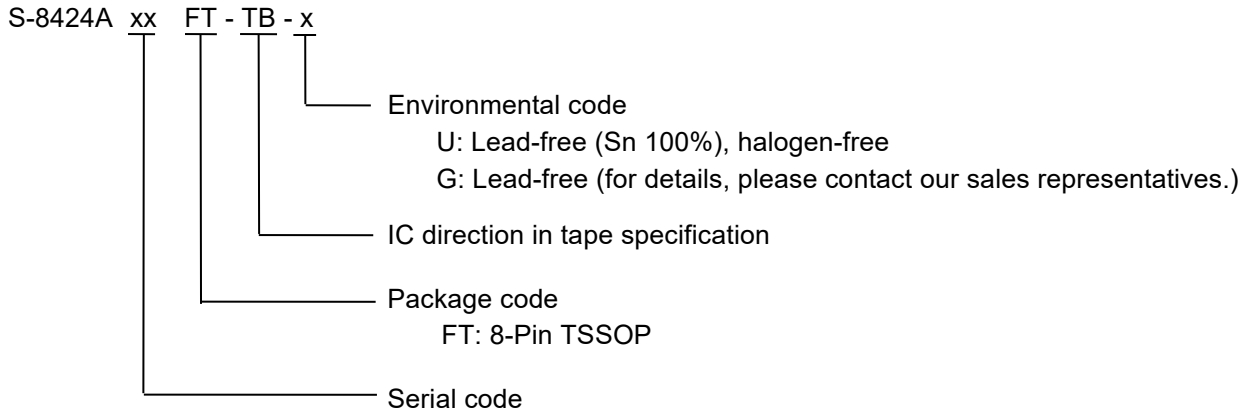 S-8424A xx FT - TB - x
Environmental code
U: Lead-free (Sn 100%), halogen-free
G: Lead-free (for details, please contact our sales representatives.)
IC direction in tape specification
Package code
FT: 8-Pin TSSOP
Serial code